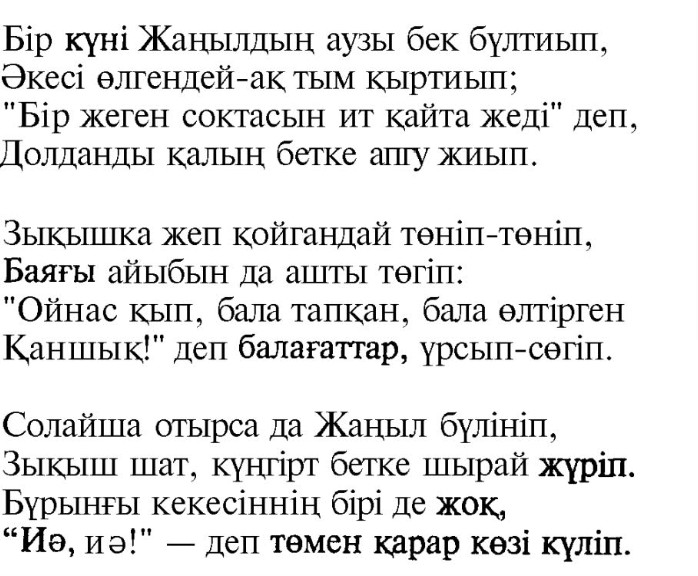 Бір күні Жаңылдың аузы бек бұлтиып,
Әкесі өлгендей-ақ тым қыртиып;
"Бір жеген соктасын ит қайта жеді" деп,
Долданды қалың бетке апгу жиып.

Зықышка жеп қойгандай төніп-төніп,
Баяғы айыбын да ашты төгіп:
"Ойнас қып, бала тапқан, бала өлтірген
Қаншық!" деп балағаттар, ұрсып-сөгіп.

Солайша отырса да Жаңыл бүлініп,
Зықыш шат, күңгірт бетке шырай жүріп.
Бұрынғы кекесіннің бірі де жоқ,
“Иә, иә!" — деп төмен қарар көзі күліп.